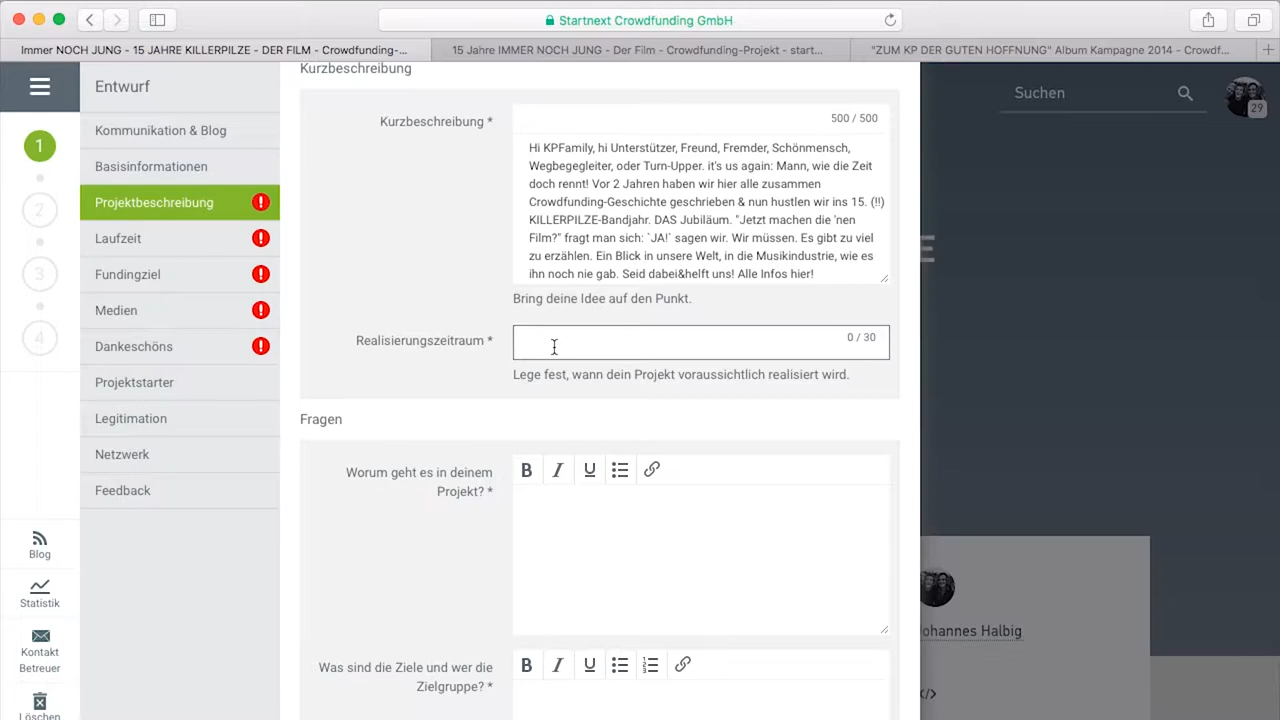 Startnext Crowdfunding GmbH
Immer NOCH JUNG - 15 JAHRE KILLERPILZE - DER FILM - Crowdfunding-...
15 Jahre IMMER NOCH JUNG - Der Film - Crowdfunding-Projekt - start...
"ZUM KP DER GUTEN HOFFNUNG" Album Kampagne 2014 - Crowdf...
Entwurf
Kommunikation & Blog
Basisinformationen
Projektbeschreibung
Laufzeit
Fundingziel
Medien
Dankeschöns
Projektstarter
Legitimation
Netzwerk
Feedback
1
2
3
4
Blog
Statistik
Kontakt
Betreuer
Löschen
Kurzbeschreibung
Kurzbeschreibung *
500 / 500
Hi KPFamily, hi Unterstützer, Freund, Fremder, Schönmensch,
Wegbegegleiter, oder Turn-Upper. it's us again: Mann, wie die Zeit
doch rennt! Vor 2 Jahren haben wir hier alle zusammen
Crowdfunding-Geschichte geschrieben & nun hustlen wir ins 15. (!!)
KILLERPILZE-Bandjahr. DAS Jubiläum. "Jetzt machen die 'nen
Film?" fragt man sich: `JA!` sagen wir. Wir müssen. Es gibt zu viel
zu erzählen. Ein Blick in unsere Welt, in die Musikindustrie, wie es
ihn noch nie gab. Seid dabei&helft uns! Alle Infos hier!
Bring deine Idee auf den Punkt.
Realisierungszeitraum *
0 / 30
Lege fest, wann dein Projekt voraussichtlich realisiert wird.
Fragen
Worum geht es in deinem
Projekt? *
B I U
Was sind die Ziele und wer die
Zielgruppe? *
B I U
Suchen
29
ohannes Halbig
</>